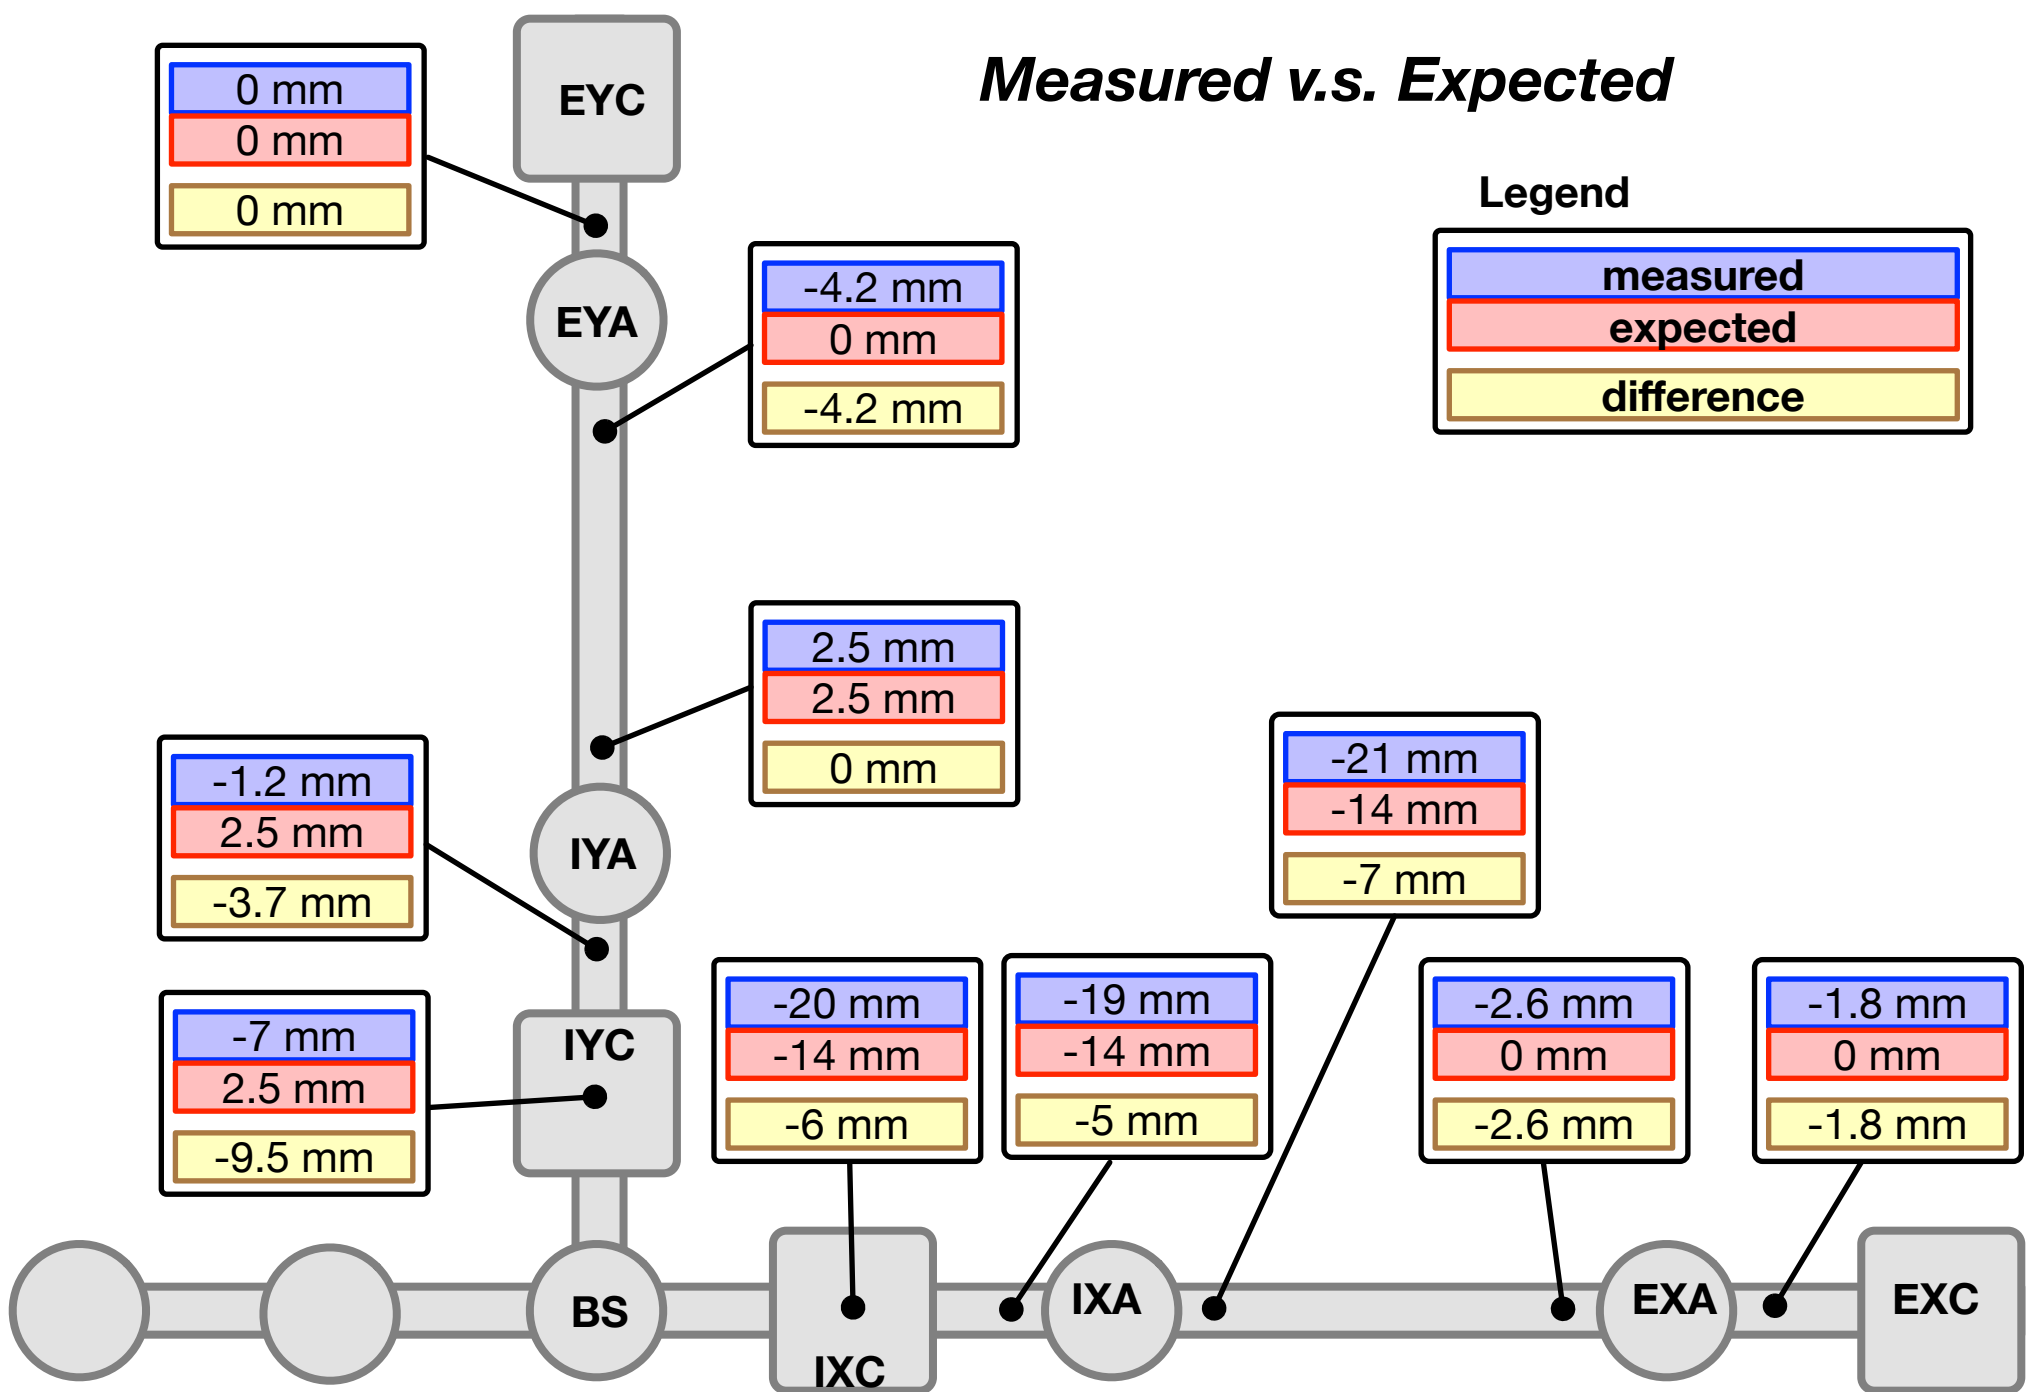 Measured v.s. Expected
Legend
measured
expected
difference
EYC
0 mm
0 mm
0 mm
EYA
-4.2 mm
0 mm
-4.2 mm
2.5 mm
2.5 mm
0 mm
IYA
-1.2 mm
2.5 mm
-3.7 mm
IYC
-7 mm
2.5 mm
-9.5 mm
-20 mm
-14 mm
-6 mm
-19 mm
-14 mm
-5 mm
-21 mm
-14 mm
-7 mm
-2.6 mm
0 mm
-2.6 mm
-1.8 mm
0 mm
-1.8 mm
BS
IXC
IXA
EXA
EXC